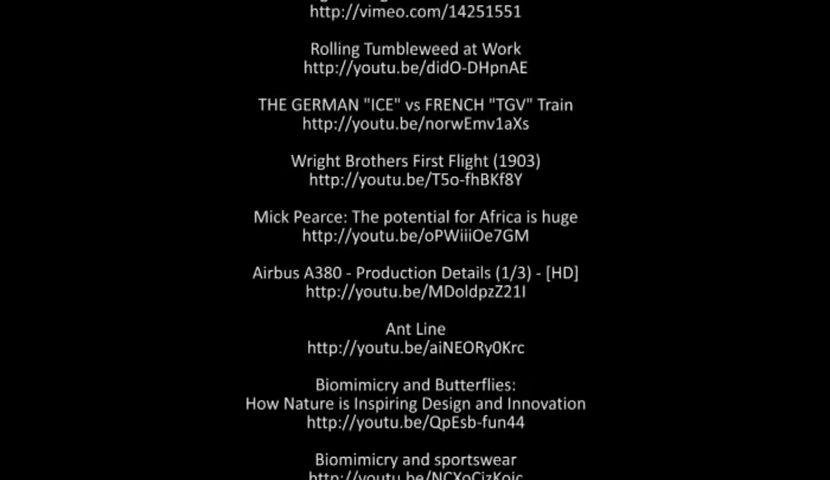 http://vimeo.com/14251551
Rolling Tumbleweed at Work
http://youtu.be/didO-DHpnAE
THE GERMAN "ICE" vs FRENCH "TGV" Train
http://youtu.be/norwEmv1aXs
Wright Brothers First Flight (1903)
http://youtu.be/T5o-fhBKf8Y
Mick Pearce: The potential for Africa is huge
http://youtu.be/oPWiiiOe7GM
Airbus A380 - Production Details (1/3) - [HD]
http://youtu.be/MDoldpzZ21I
Ant Line
http://youtu.be/aiNEORy0Krc
Biomimicry and Butterflies:
How Nature is Inspiring Design and Innovation
http://youtu.be/QpEsb-fun44
Biomimicry and sportswear